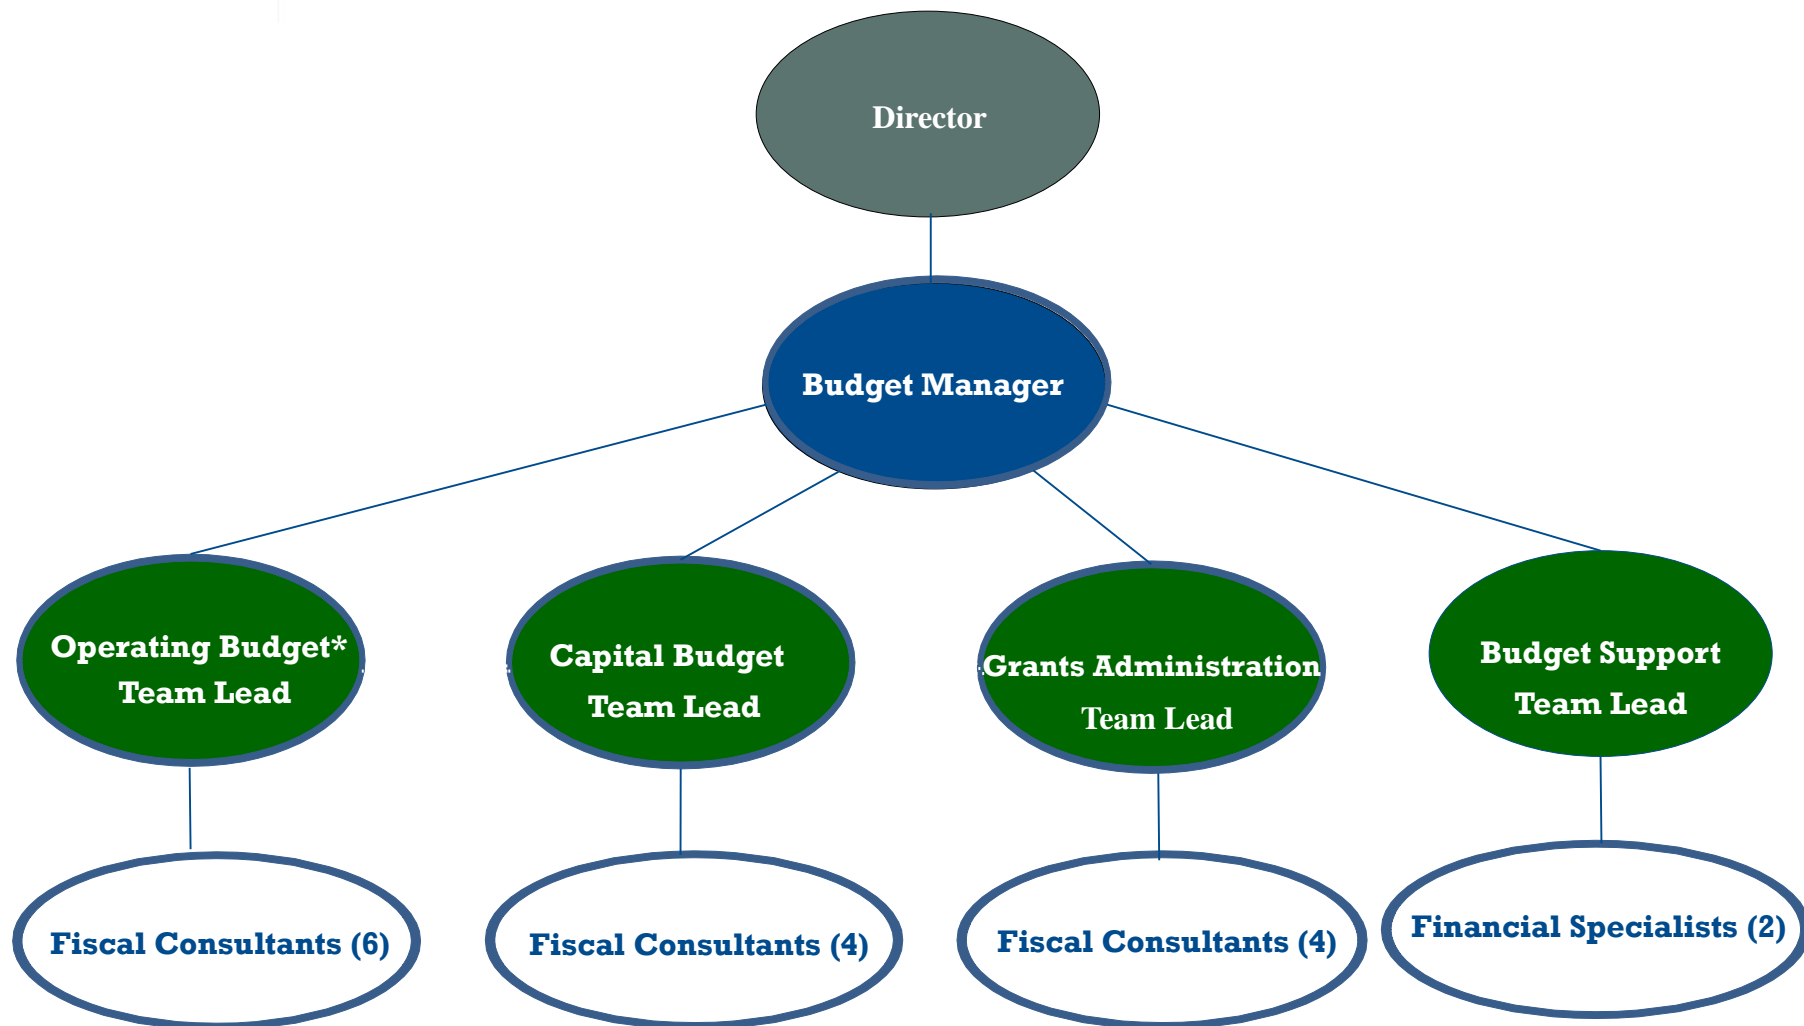 Director
Budget Manager
Operating Budget*
Team Lead
Capital Budget
Team Lead
Grants Administration
Team Lead
Budget Support
Team Lead
Fiscal Consultants (6)
Fiscal Consultants (4)
Fiscal Consultants (4)
Financial Specialists (2)